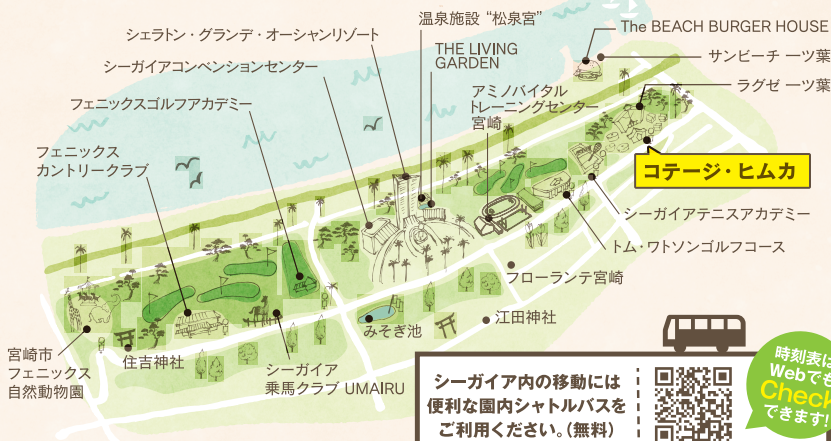 温泉施設 “松泉宮”
The BEACH BURGER HOUSE
シェラトン・グランデ・オーシャンリゾート
THE LIVING
GARDEN
サンビーチ 一ツ葉
シーガイアコンベンションセンター
アミノバイタル
トレーニングセンター
宮崎
ラグゼ 一ツ葉
フェニックスゴルフアカデミー
フェニックス
カントリークラブ
コテージ・ヒムカ
シーガイアテニスアカデミー
トム・ワトソンゴルフコース
フローランテ宮崎
みそぎ池
江田神社
宮崎市
フェニックス
自然動物園
住吉神社
シーガイア
乗馬クラブ UMAIRU
シーガイア内の移動には
便利な園内シャトルバスを
ご利用ください。(無料)
時刻表は
Webでも
Check
できます!